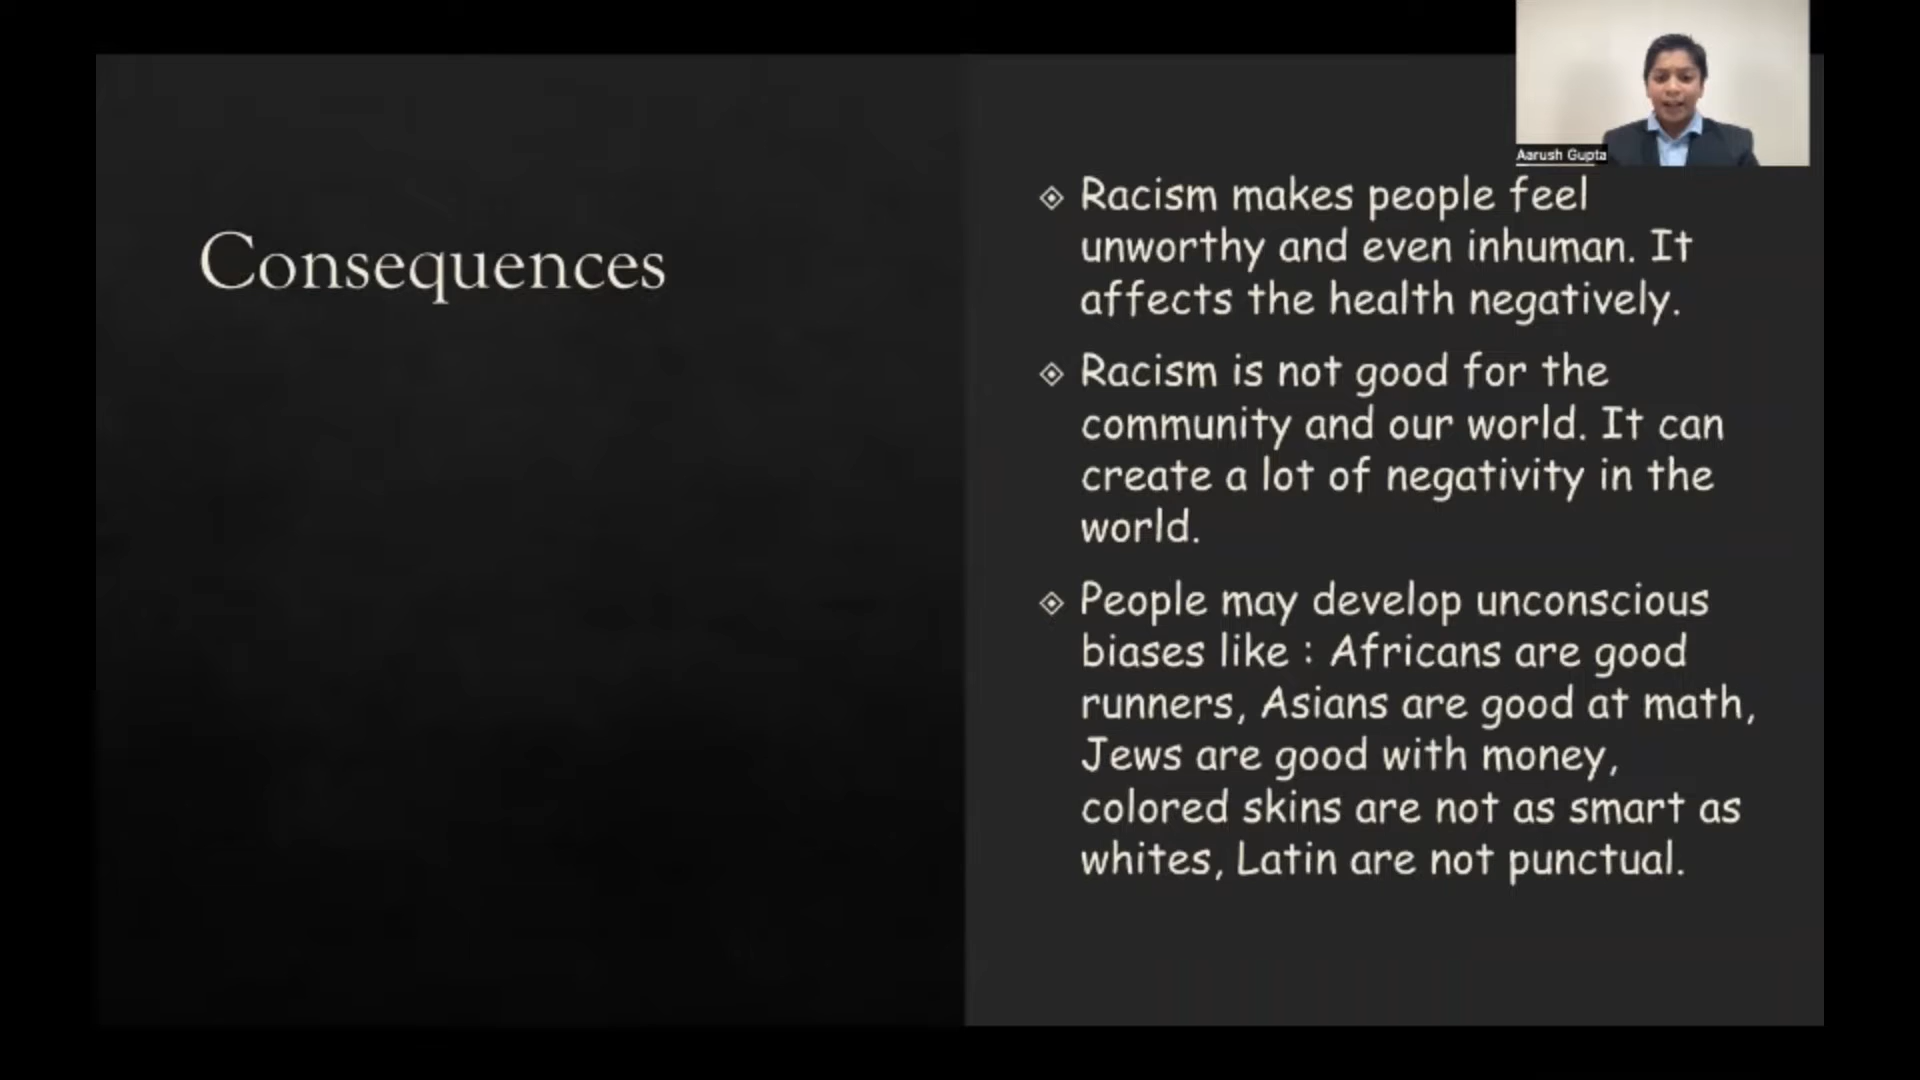 Aarush Gupta
Consequences
Racism makes people feel
unworthy and even inhuman. It
affects the health negatively.
Racism is not good for the
community and our world. It can
create a lot of negativity in the
world.
People may develop unconscious
biases like : Africans are good
runners, Asians are good at math,
Jews are good with money,
colored skins are not as smart as
whites, Latin are not punctual.